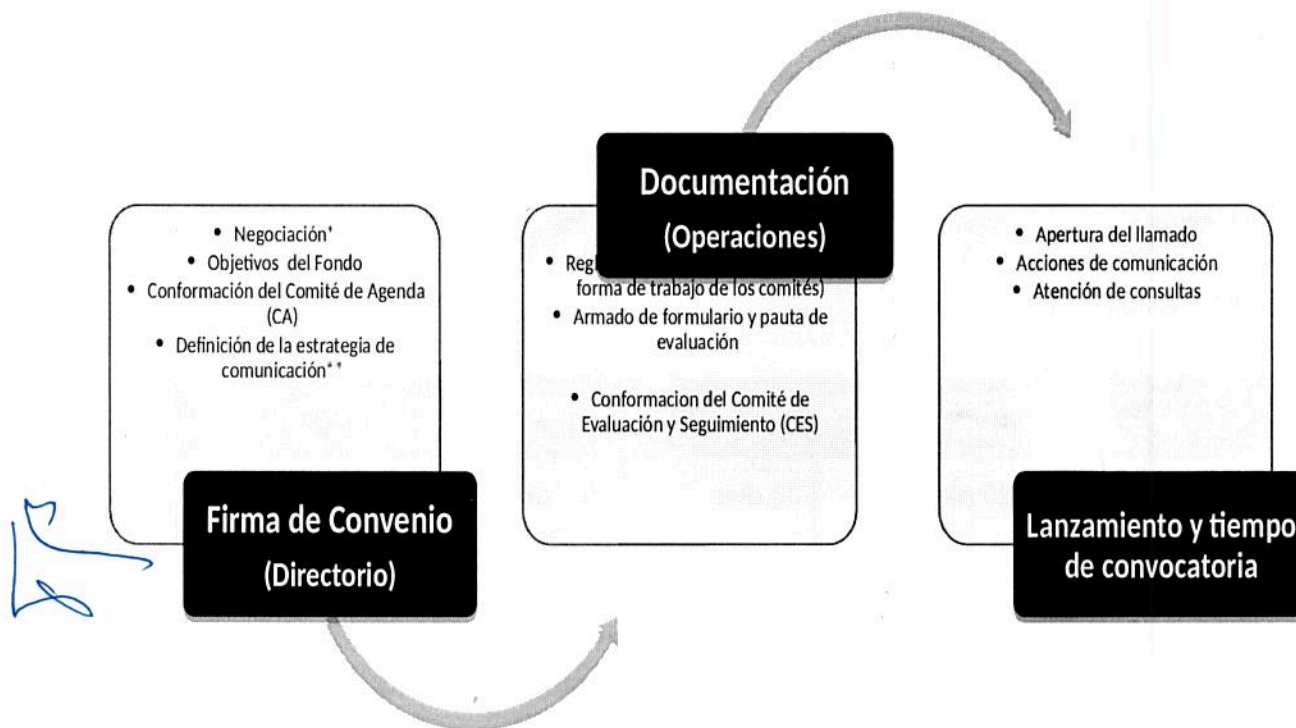 • Negociación*
• Objetivos del Fondo
• Conformación del Comité de Agenda
(CA)
• Definición de la estrategia de
comunicación**
Firma de Convenio
(Directorio)
Documentación
(Operaciones)
•
forma de trabajo de los comités)
• Armado de formulario y pauta de
evaluación
• Conformacion del Comité de
Evaluación y Seguimiento (CES)
• Apertura del llamado
• Acciones de comunicación
• Atención de consultas
Lanzamiento y tiempo
de convocatoria